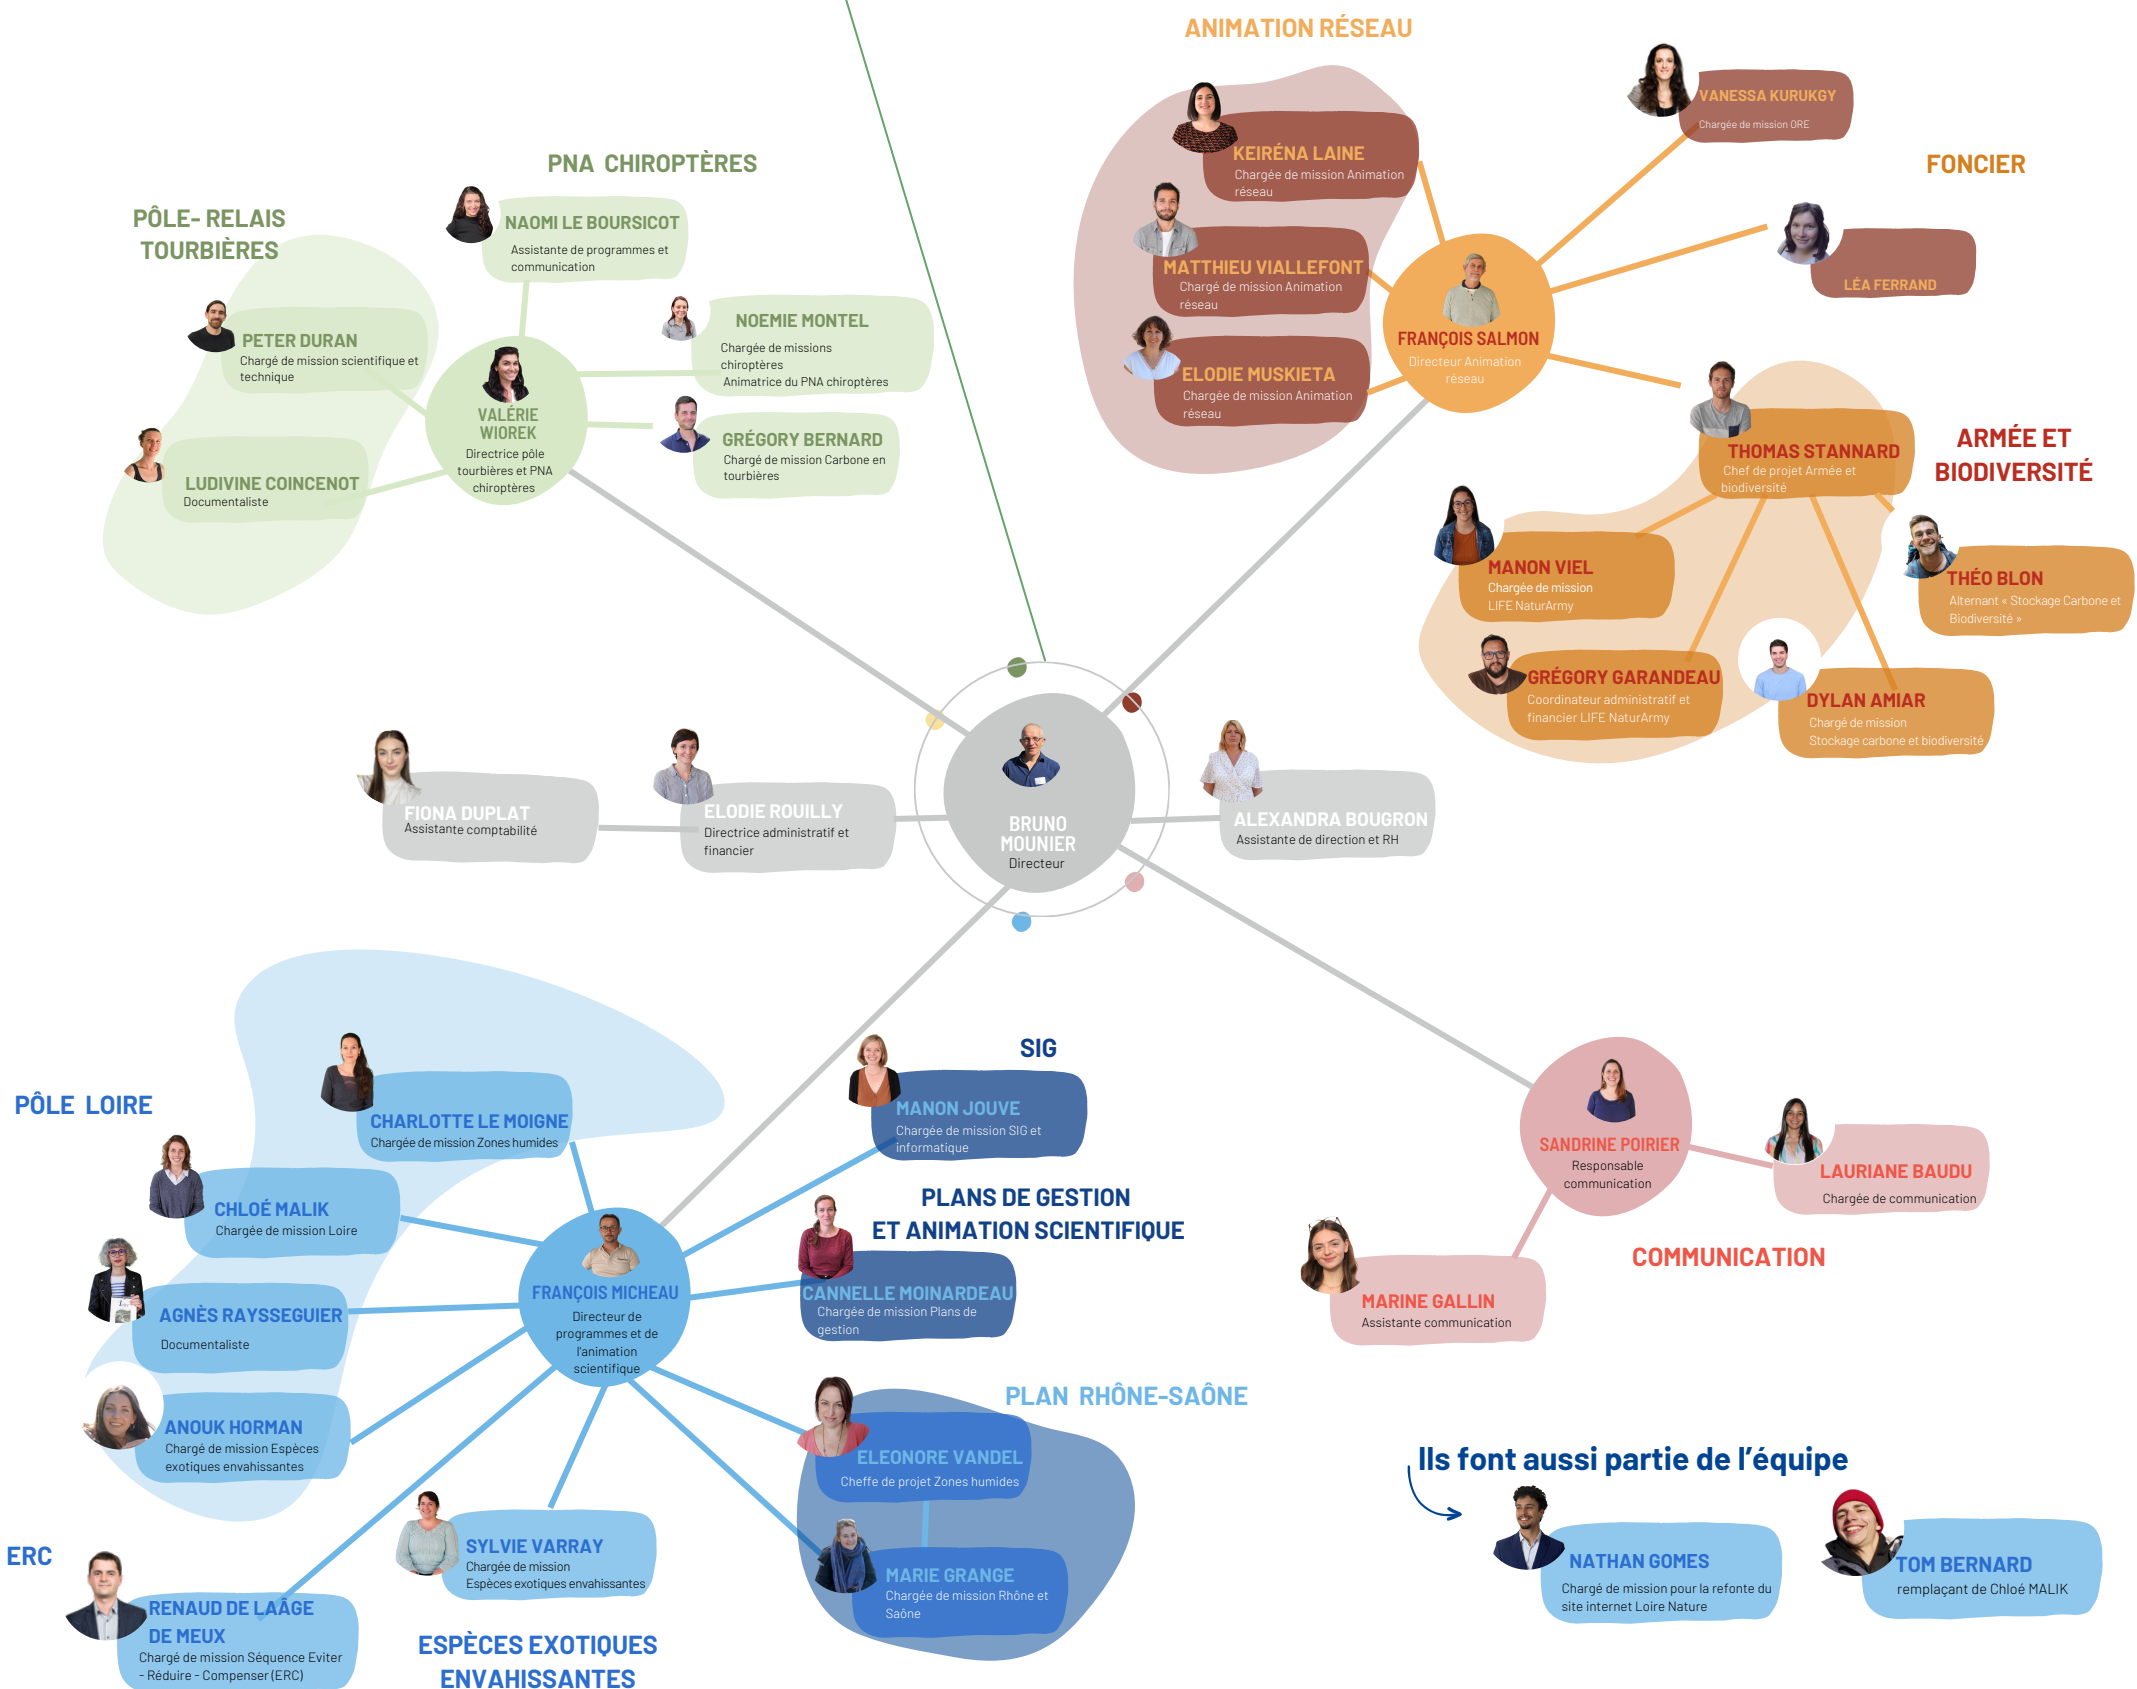 ANIMATION RÉSEAU
VANESSA KURUKGY
Chargée de mission ORE
KEIRÉNA LAINE
Chargée de mission Animation
réseau
FONCIER
PNA CHIROPTÈRES
PÔLE- RELAIS
TOURBIÈRES
NAOMI LE BOURSICOT
Assistante de programmes et
communication
MATTHIEU VIALLEFONT
Chargé de mission Animation
réseau
LÉA FERRAND
PETER DURAN
Chargé de mission scientifique et
technique
NOEMIE MONTEL
Chargée de missions
chiroptères
Animatrice du PNA chiroptères
FRANÇOIS SALMON
Directeur Animation
réseau
ELODIE MUSKIETA
Chargée de mission Animation
réseau
VALÉRIE
WIOREK
Directrice pôle
tourbières et PNA
chiroptères
GRÉGORY BERNARD
Chargé de mission Carbone en
tourbières
LUDIVINE COINCENOT
Documentaliste
THOMAS STANNARD
Chef de projet Armée et
biodiversité
ARMÉE ET
BIODIVERSITÉ
MANON VIEL
Chargée de mission
LIFE NaturArmy
THÉO BLON
Alternant « Stockage Carbone et
Biodiversité »
GRÉGORY GARANDEAU
Coordinateur administratif et
financier LIFE NaturArmy
DYLAN AMIAR
Chargé de mission
Stockage carbone et biodiversité
FIONA DUPLAT
Assistante comptabilité
ELODIE ROUILLY
Directrice administratif et
financier
BRUNO
MOUNIER
Directeur
ALEXANDRA BOUGRON
Assistante de direction et RH
SIG
MANON JOUVE
Chargée de mission SIG et
informatique
PÔLE LOIRE
CHARLOTTE LE MOIGNE
Chargée de mission Zones humides
CHLOÉ MALIK
Chargée de mission Loire
PLANS DE GESTION
ET ANIMATION SCIENTIFIQUE
CANNELLE MOINARDEAU
Chargée de mission Plans de
gestion
FRANÇOIS MICHEAU
Directeur de
programmes et de
l'animation
scientifique
AGNÈS RAYSSEGUIER
Documentaliste
ANOUK HORMAN
Chargé de mission Espèces
exotiques envahissantes
SANDRINE POIRIER
Responsable
communication
LAURIANE BAUDU
Chargée de communication
COMMUNICATION
MARINE GALLIN
Assistante communication
PLAN RHÔNE-SAÔNE
ELEONORE VANDEL
Cheffe de projet Zones humides
MARIE GRANGE
Chargée de mission Rhône et
Saône
ERC
RENAUD DE LAÂGE
DE MEUX
Chargé de mission Séquence Eviter
- Réduire - Compenser (ERC)
SYLVIE VARRAY
Chargée de mission
Espèces exotiques envahissantes
ESPÈCES EXOTIQUES
ENVAHISSANTES
Ils font aussi partie de l'équipe
NATHAN GOMES
Chargé de mission pour la refonte du
site internet Loire Nature
TOM BERNARD
remplaçant de Chloé MALIK